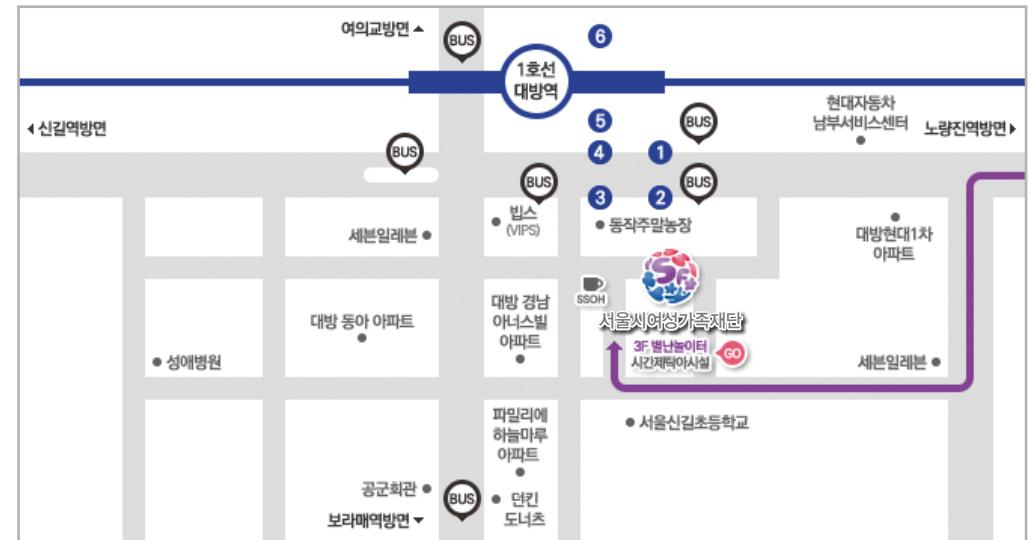 여의교방면 ▲
BUS
6
1호선
대방역
◀ 신길역방면
BUS
5
BUS
현대자동차
남부서비스센터
노량진역방면 ▶
4
1
BUS
BUS
3
2
세븐일레븐
빕스
(VIPS)
동작주말농장
대방현대1차
아파트
SF
SSOH
서울시여성가족재단
3F 별난놀이터
시간제탁아시설
GO
대방 동아 아파트
대방 경남
아너스빌
아파트
성애병원
세븐일레븐
파밀리에
하늘마루
아파트
서울신길초등학교
공군회관
BUS
던킨
도너츠
보라매역방면 ▼